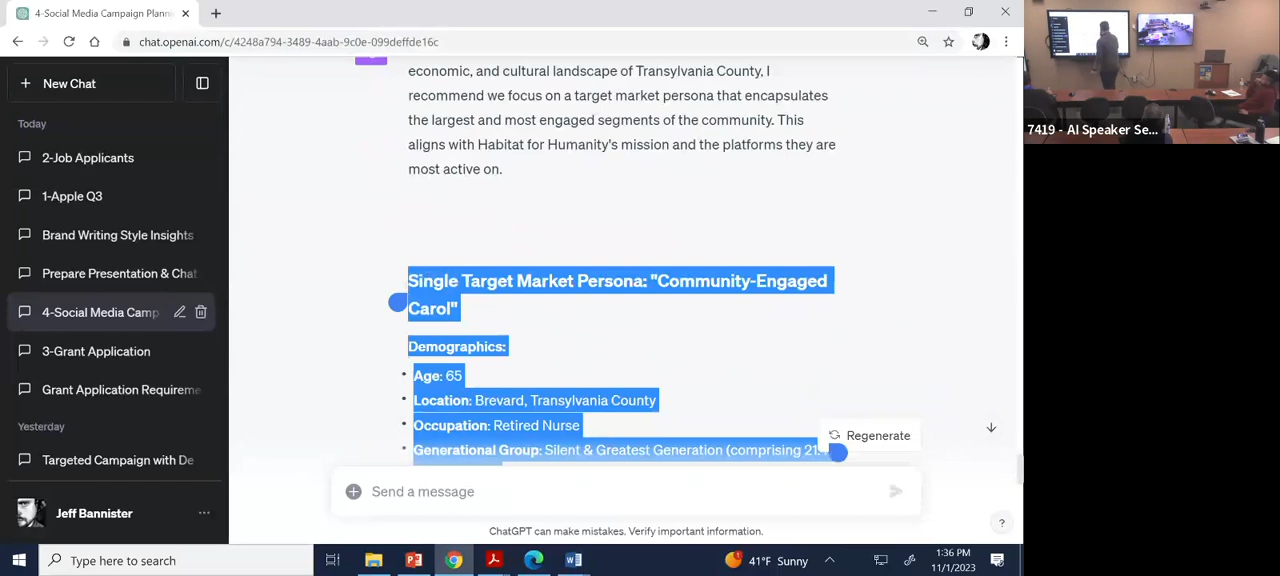 4-Social Media Campaign Planni
chat.openai.com/c/4248a794-3489-4aab-9c0e-099deffde16c
New Chat
Today
2-Job Applicants
1-Apple Q3
Brand Writing Style Insights
Prepare Presentation & Chat
4-Social Media Camp
3-Grant Application
Grant Application Requireme
Yesterday
Targeted Campaign with De
Jeff Bannister
economic, and cultural landscape of Transylvania County, I
recommend we focus on a target market persona that encapsulates
the largest and most engaged segments of the community. This
aligns with Habitat for Humanity's mission and the platforms they are
most active on.
Single Target Market Persona: "Community-Engaged
Carol"
Demographics:
Age: 65
Location: Brevard, Transylvania County
Occupation: Retired Nurse
Generational Group: Silent & Greatest Generation (comprising 21.
Regenerate
Send a message
ChatGPT can make mistakes. Verify important information.
?
7419 - AI Speaker Se...
Type here to search
41°F Sunny
1:36 PM
11/1/2023